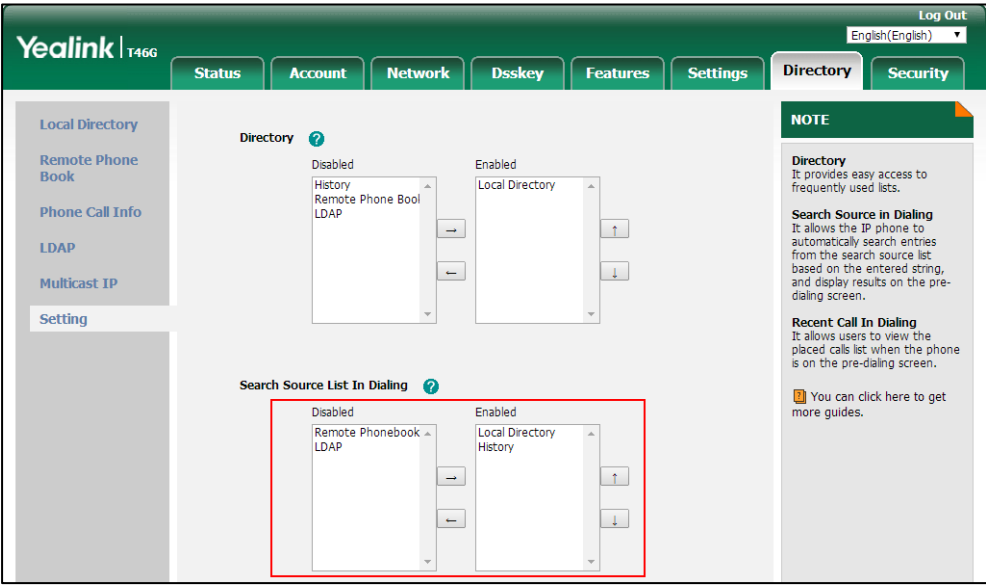 Log Out
English(English)
Yealink | T46G
Status
Account
Network
Dsskey
Features
Settings
Directory
Security
Local Directory
Remote Phone
Book
Phone Call Info
LDAP
Multicast IP
Setting
Directory ?
Disabled
Enabled
History
Remote Phone Bool
LDAP
Local Directory
→
←
↑
↓
Search Source List In Dialing ?
Disabled
Enabled
Remote Phonebook
LDAP
Local Directory
History
→
←
↑
↓
NOTE
Directory
It provides easy access to
frequently used lists.
Search Source in Dialing
It allows the IP phone to
automatically search entries
from the search source list
based on the entered string,
and display results on the pre-
dialing screen.
Recent Call In Dialing
It allows users to view the
placed calls list when the phone
is on the pre-dialing screen.
? You can click here to get
more guides.